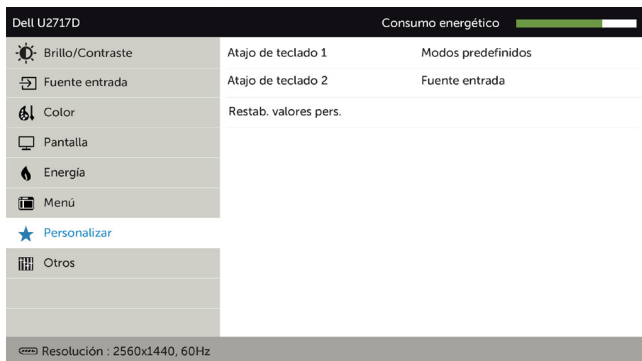 Dell U2717D Consumo energético
Brillo/Contraste Atajo de teclado 1 Modos predefinidos
Fuente entrada Atajo de teclado 2 Fuente entrada
Color Restab. valores pers.
Pantalla
Energía
Menú
Personalizar
Otros
Resolución : 2560x1440, 60Hz